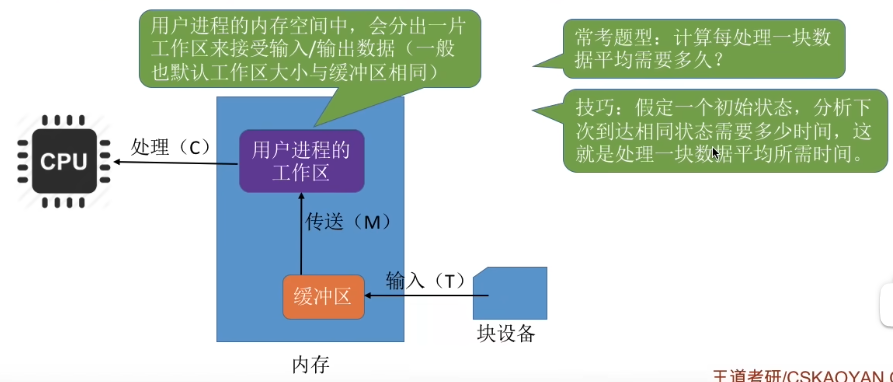 用户进程的内存空间中，会分出一片
工作区来接受输入/输出数据（一般
也默认工作区大小与缓冲区相同）
常考题型：计算每处理一块数
据平均需要多久？
技巧：假定一个初始状态，分析下
次到达相同状态需要多少时间，这
就是处理一块数据平均所需时间。
CPU
处理（C）
用户进程的
工作区
传送（M）
缓冲区
输入（T）
块设备
内存
王道考研/CSKAOYAN.